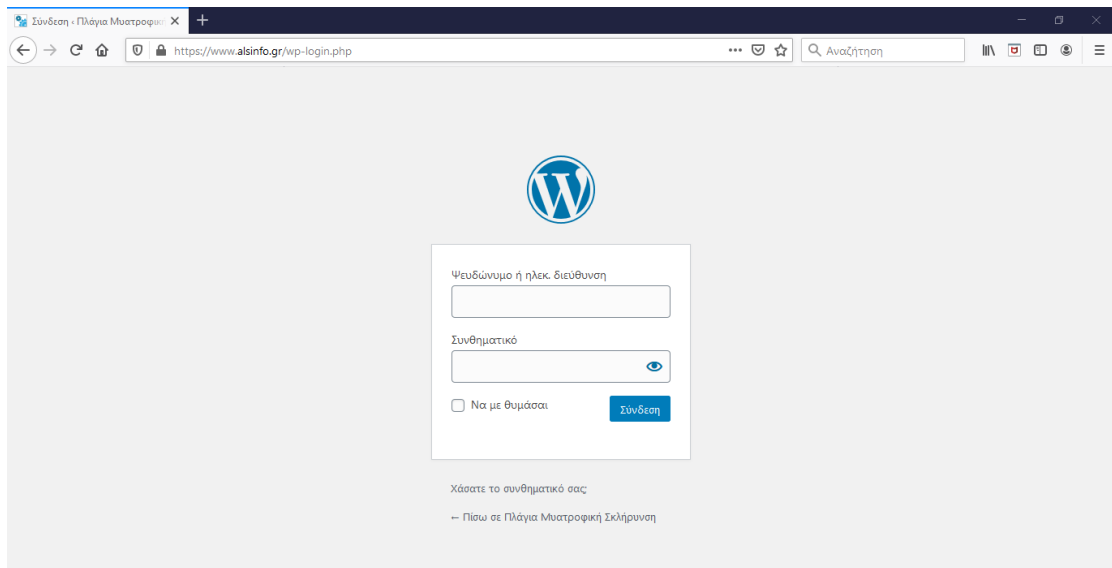 Σύνδεση ‹ Πλάγια Μυατροφικ
https://www.alsinfo.gr/wp-login.php
Αναζήτηση
Ψευδώνυμο ή ηλεκ. διεύθυνση
Συνθηματικό
Να με θυμάσαι
Σύνδεση
Χάσατε το συνθηματικό σας;
← Πίσω σε Πλάγια Μυατροφική Σκλήρυνση